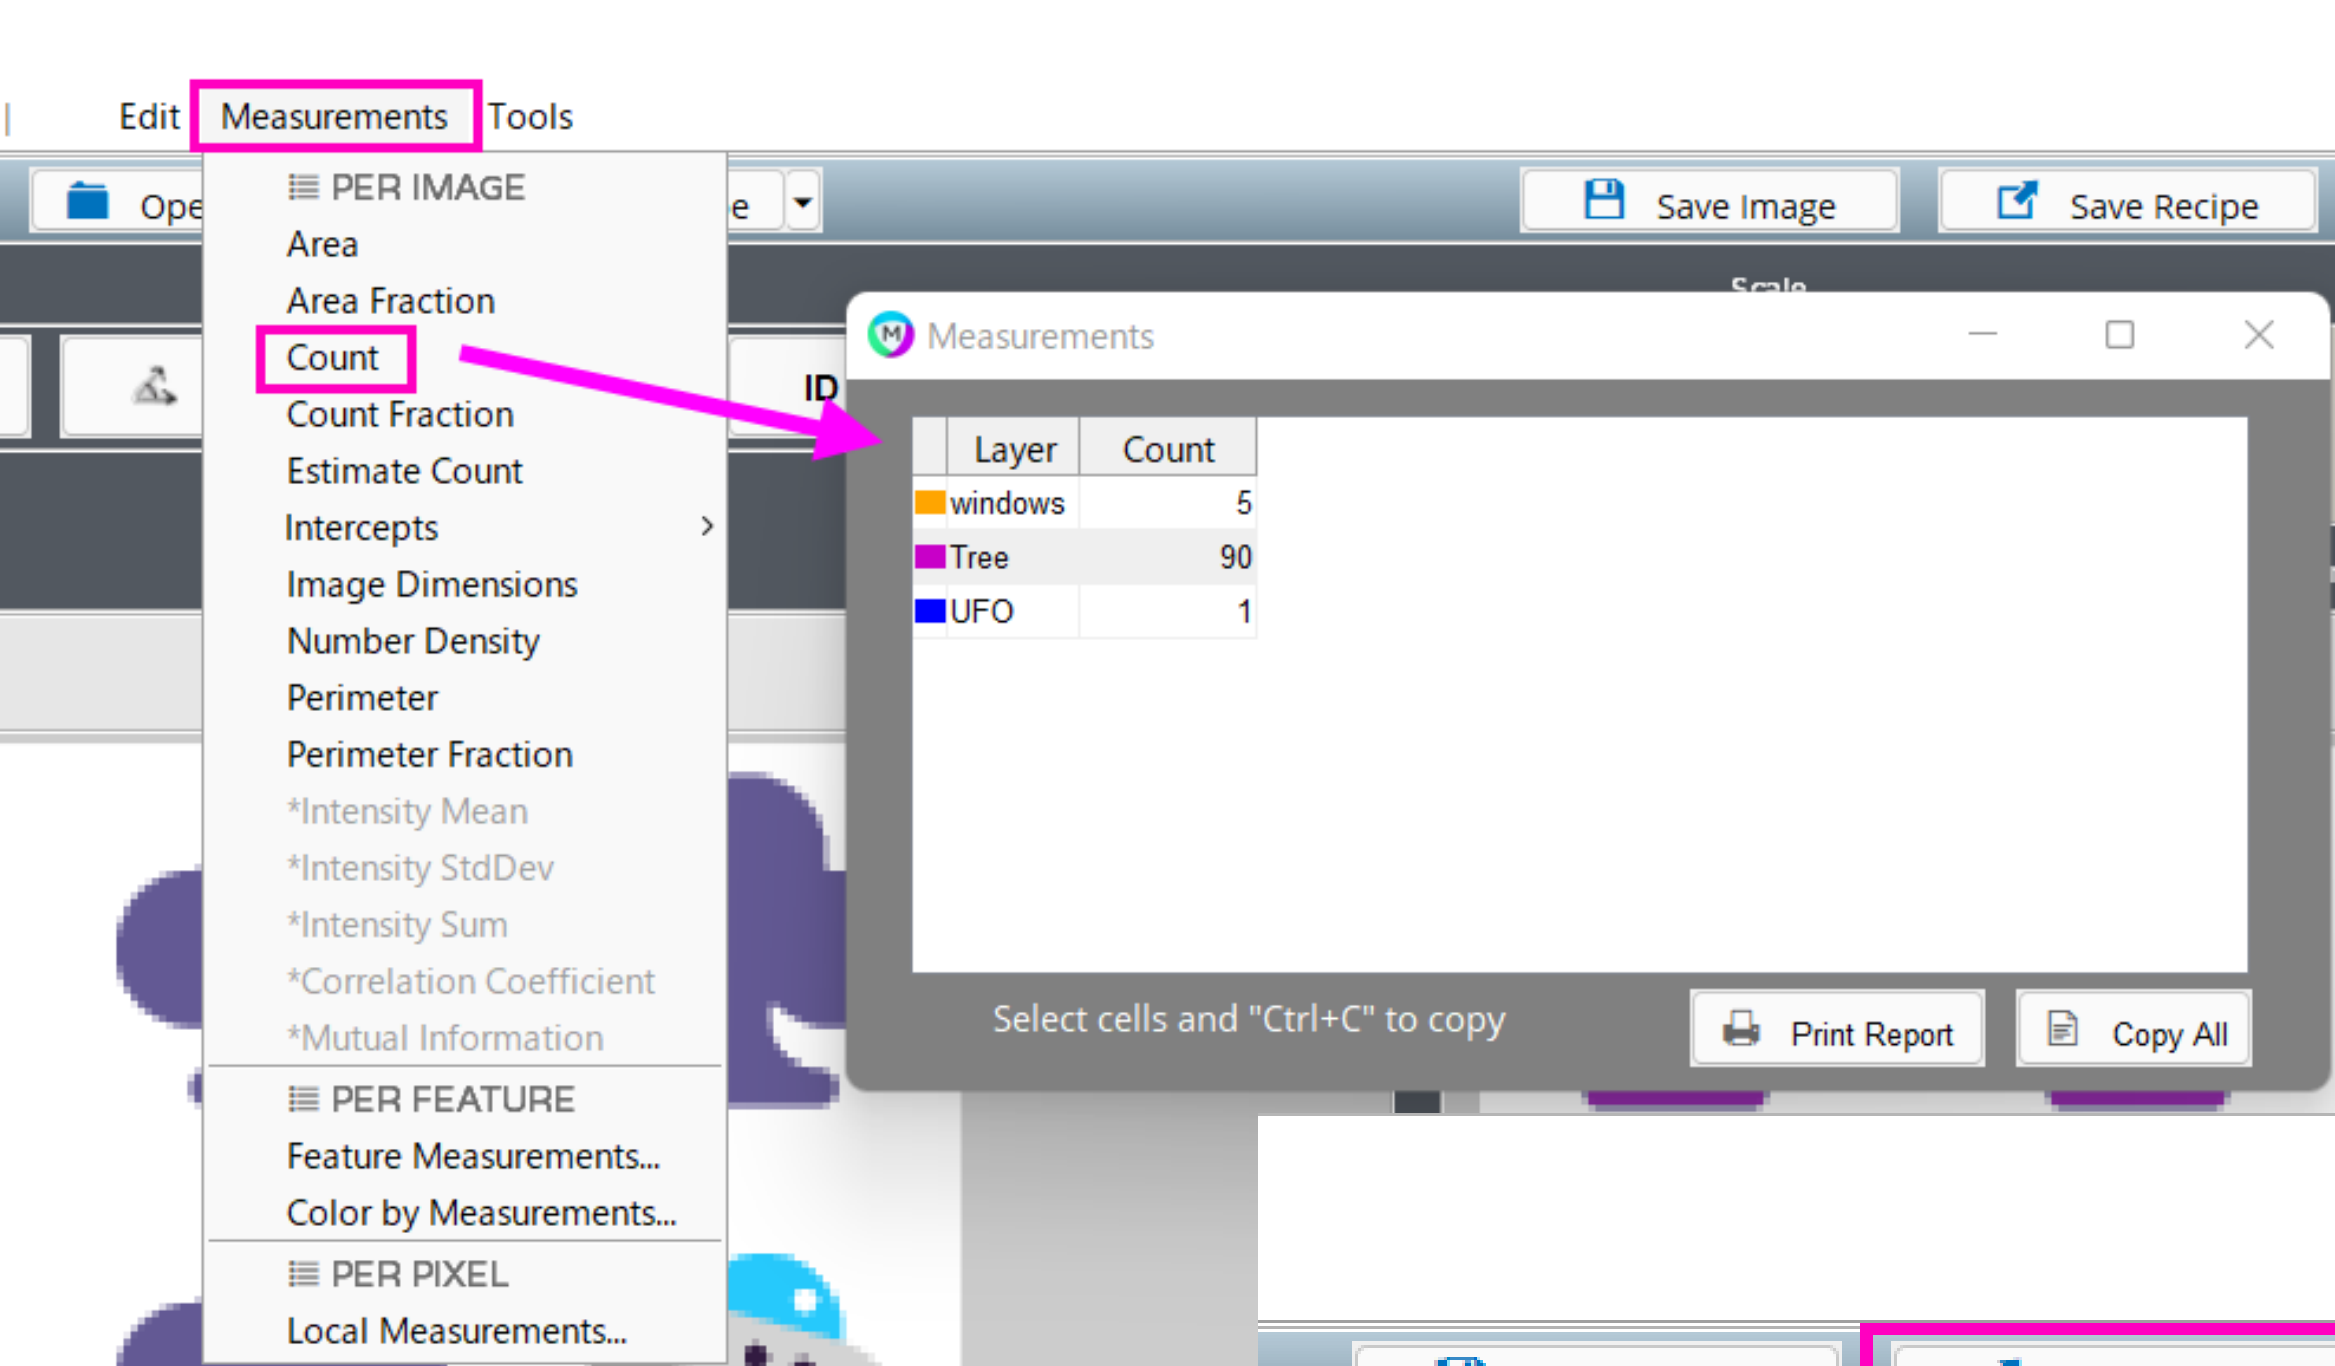 Edit Measurements Tools
PER IMAGE
Save Image
Save Recipe
Area
Area Fraction
Count
Count Fraction
Estimate Count
Intercepts
Image Dimensions
Number Density
Perimeter
Perimeter Fraction
*Intensity Mean
*Intensity StdDev
*Intensity Sum
*Correlation Coefficient
*Mutual Information
PER FEATURE
Feature Measurements...
Color by Measurements...
PER PIXEL
Local Measurements...
ID
Scale
M Measurements
Layer Count
windows 5
Tree 90
UFO 1
Select cells and "Ctrl+C" to copy
Print Report
Copy All